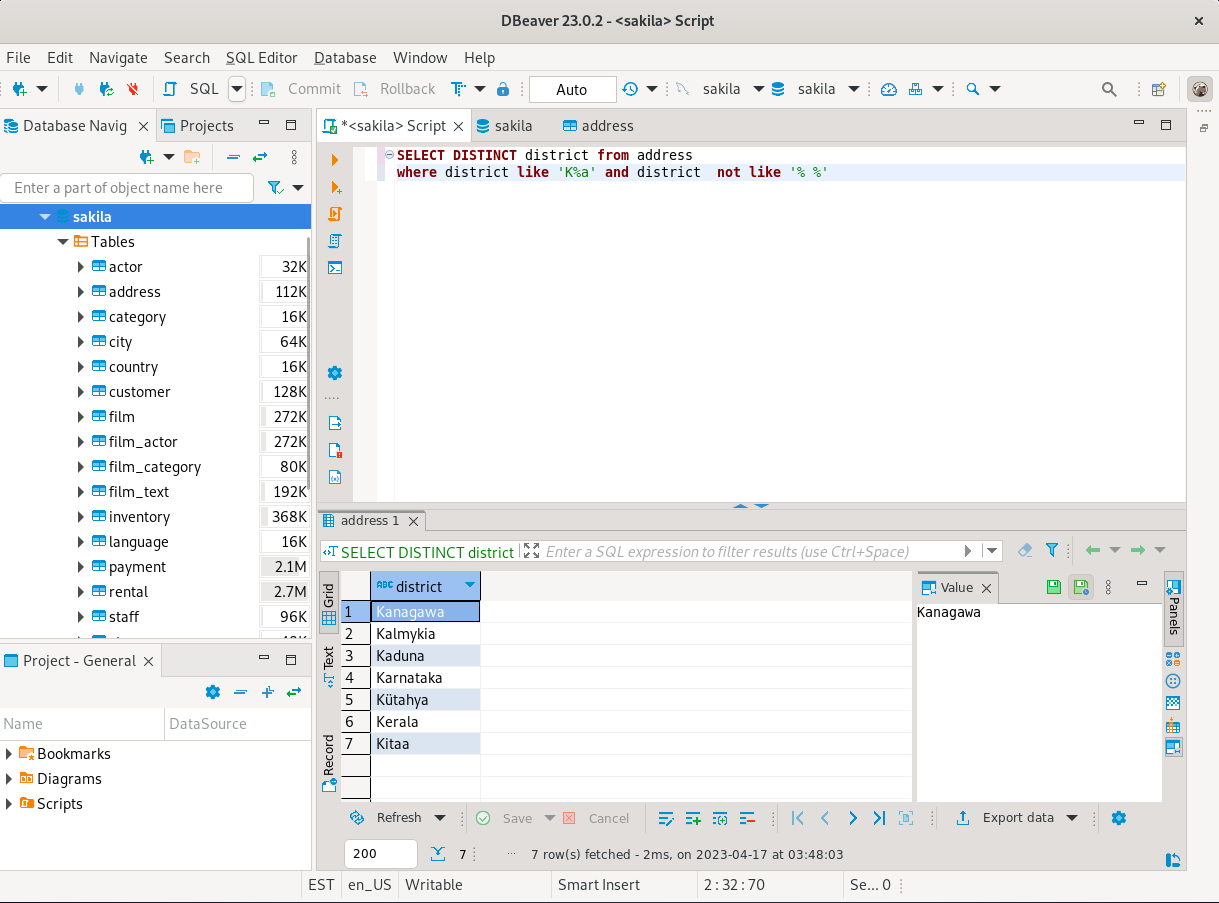 DBeaver 23.0.2 - <sakila> Script
File Edit Navigate Search SQL Editor Database Window Help
SQL Commit Rollback Auto sakila sakila
Database Navig Projects
Enter a part of object name here
sakila
Tables
actor 32K
address 112K
category 16K
city 64K
country 16K
customer 128K
film 272K
film_actor 272K
film_category 80K
film_text 192K
inventory 368K
language 16K
payment 2.1M
rental 2.7M
staff 96K
Project - General
Name DataSource
Bookmarks
Diagrams
Scripts
*<sakila> Script sakila address
SELECT DISTINCT district from address
where district like 'K%a' and district  not like '% %'
address 1
SELECT DISTINCT district Enter a SQL expression to filter results (use Ctrl+Space)
Grid
Text
Record
ABC district
1 Kanagawa
2 Kalmykia
3 Kaduna
4 Karnataka
5 Kütahya
6 Kerala
7 Kitaa
Value
Kanagawa
Panels
Refresh Save Cancel Export data
200 7 ... 7 row(s) fetched - 2ms, on 2023-04-17 at 03:48:03
EST en_US Writable Smart Insert 2 : 32 : 70 Se... 0